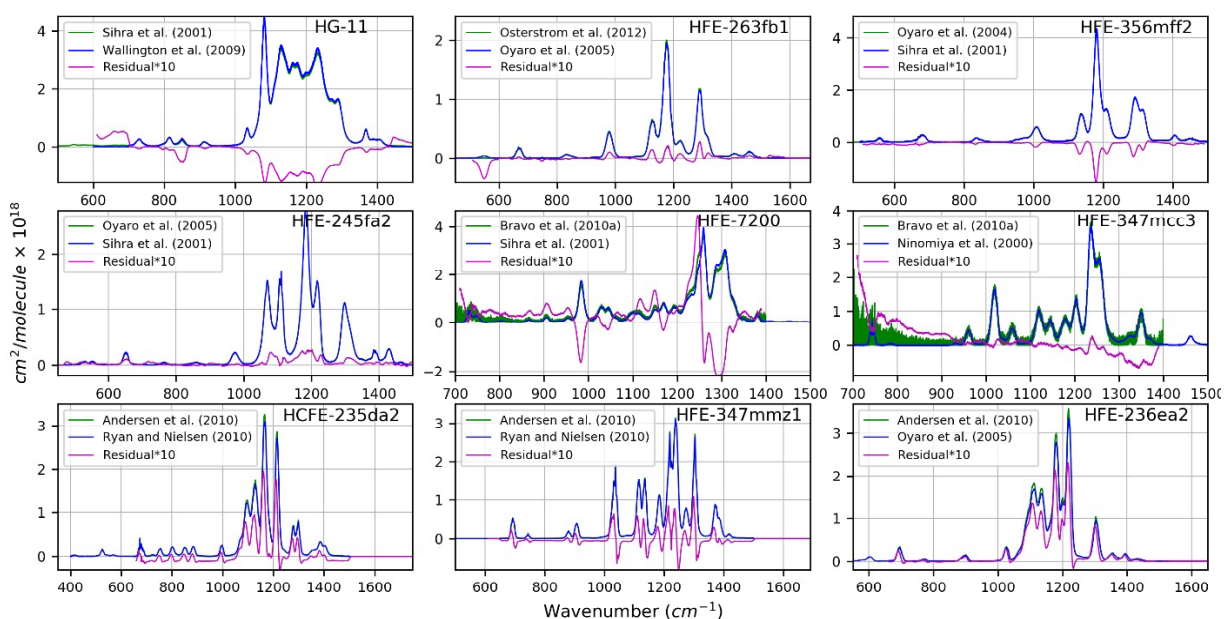 HG-11
Sihra et al. (2001)
Wallington et al. (2009)
Residual*10
4
2
0
600 800 1000 1200 1400
HFE-263fb1
Osterstrom et al. (2012)
Oyaro et al. (2005)
Residual*10
2
1
0
600 800 1000 1200 1400 1600
HFE-356mff2
Oyaro et al. (2004)
Sihra et al. (2001)
Residual*10
4
2
0
600 800 1000 1200 1400
cm²/molecule × 10¹⁸
HFE-245fa2
Oyaro et al. (2005)
Sihra et al. (2001)
Residual*10
2
1
0
600 800 1000 1200 1400
HFE-7200
Bravo et al. (2010a)
Sihra et al. (2001)
Residual*10
4
2
0
−2
700 800 900 1000 1100 1200 1300 1400 1500
HFE-347mcc3
Bravo et al. (2010a)
Ninomiya et al. (2000)
Residual*10
4
3
2
1
0
−1
700 800 900 1000 1100 1200 1300 1400 1500
HCFE-235da2
Andersen et al. (2010)
Ryan and Nielsen (2010)
Residual*10
3
2
1
0
400 600 800 1000 1200 1400 1600
HFE-347mmz1
Andersen et al. (2010)
Ryan and Nielsen (2010)
Residual*10
3
2
1
0
600 800 1000 1200 1400 1600
HFE-236ea2
Andersen et al. (2010)
Oyaro et al. (2005)
Residual*10
3
2
1
0
600 800 1000 1200 1400 1600
Wavenumber (cm⁻¹)